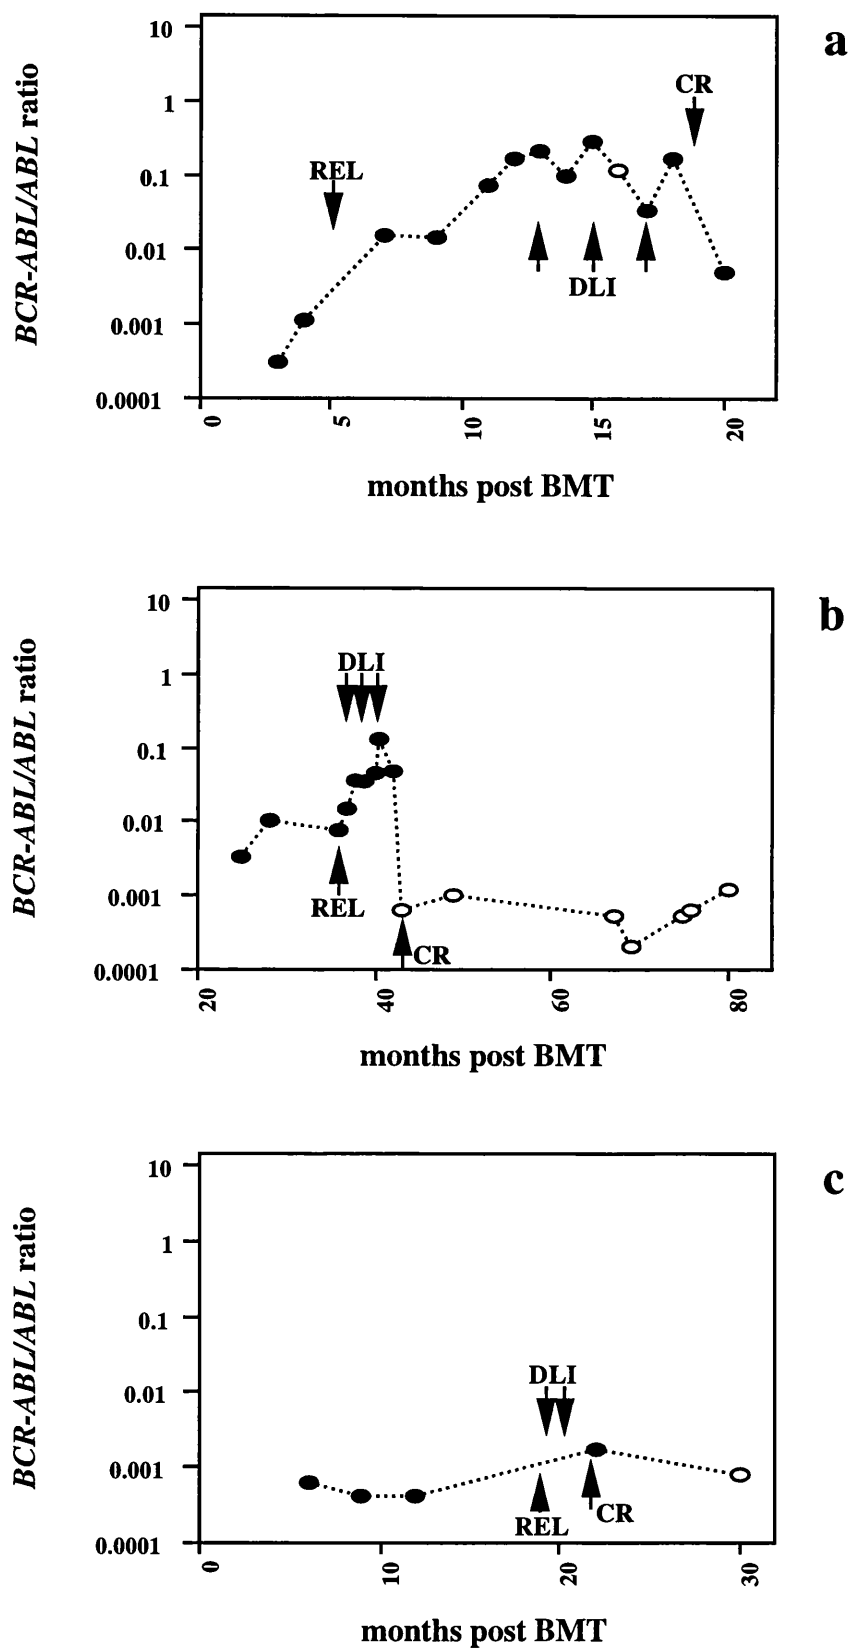 a
BCR-ABL/ABL ratio
10
1
0.1
0.01
0.001
0.0001
REL
CR
DLI
0
5
10
15
20
months post BMT
b
BCR-ABL/ABL ratio
10
1
0.1
0.01
0.001
0.0001
DLI
REL
CR
20
40
60
80
months post BMT
c
BCR-ABL/ABL ratio
10
1
0.1
0.01
0.001
0.0001
DLI
REL
CR
0
10
20
30
months post BMT